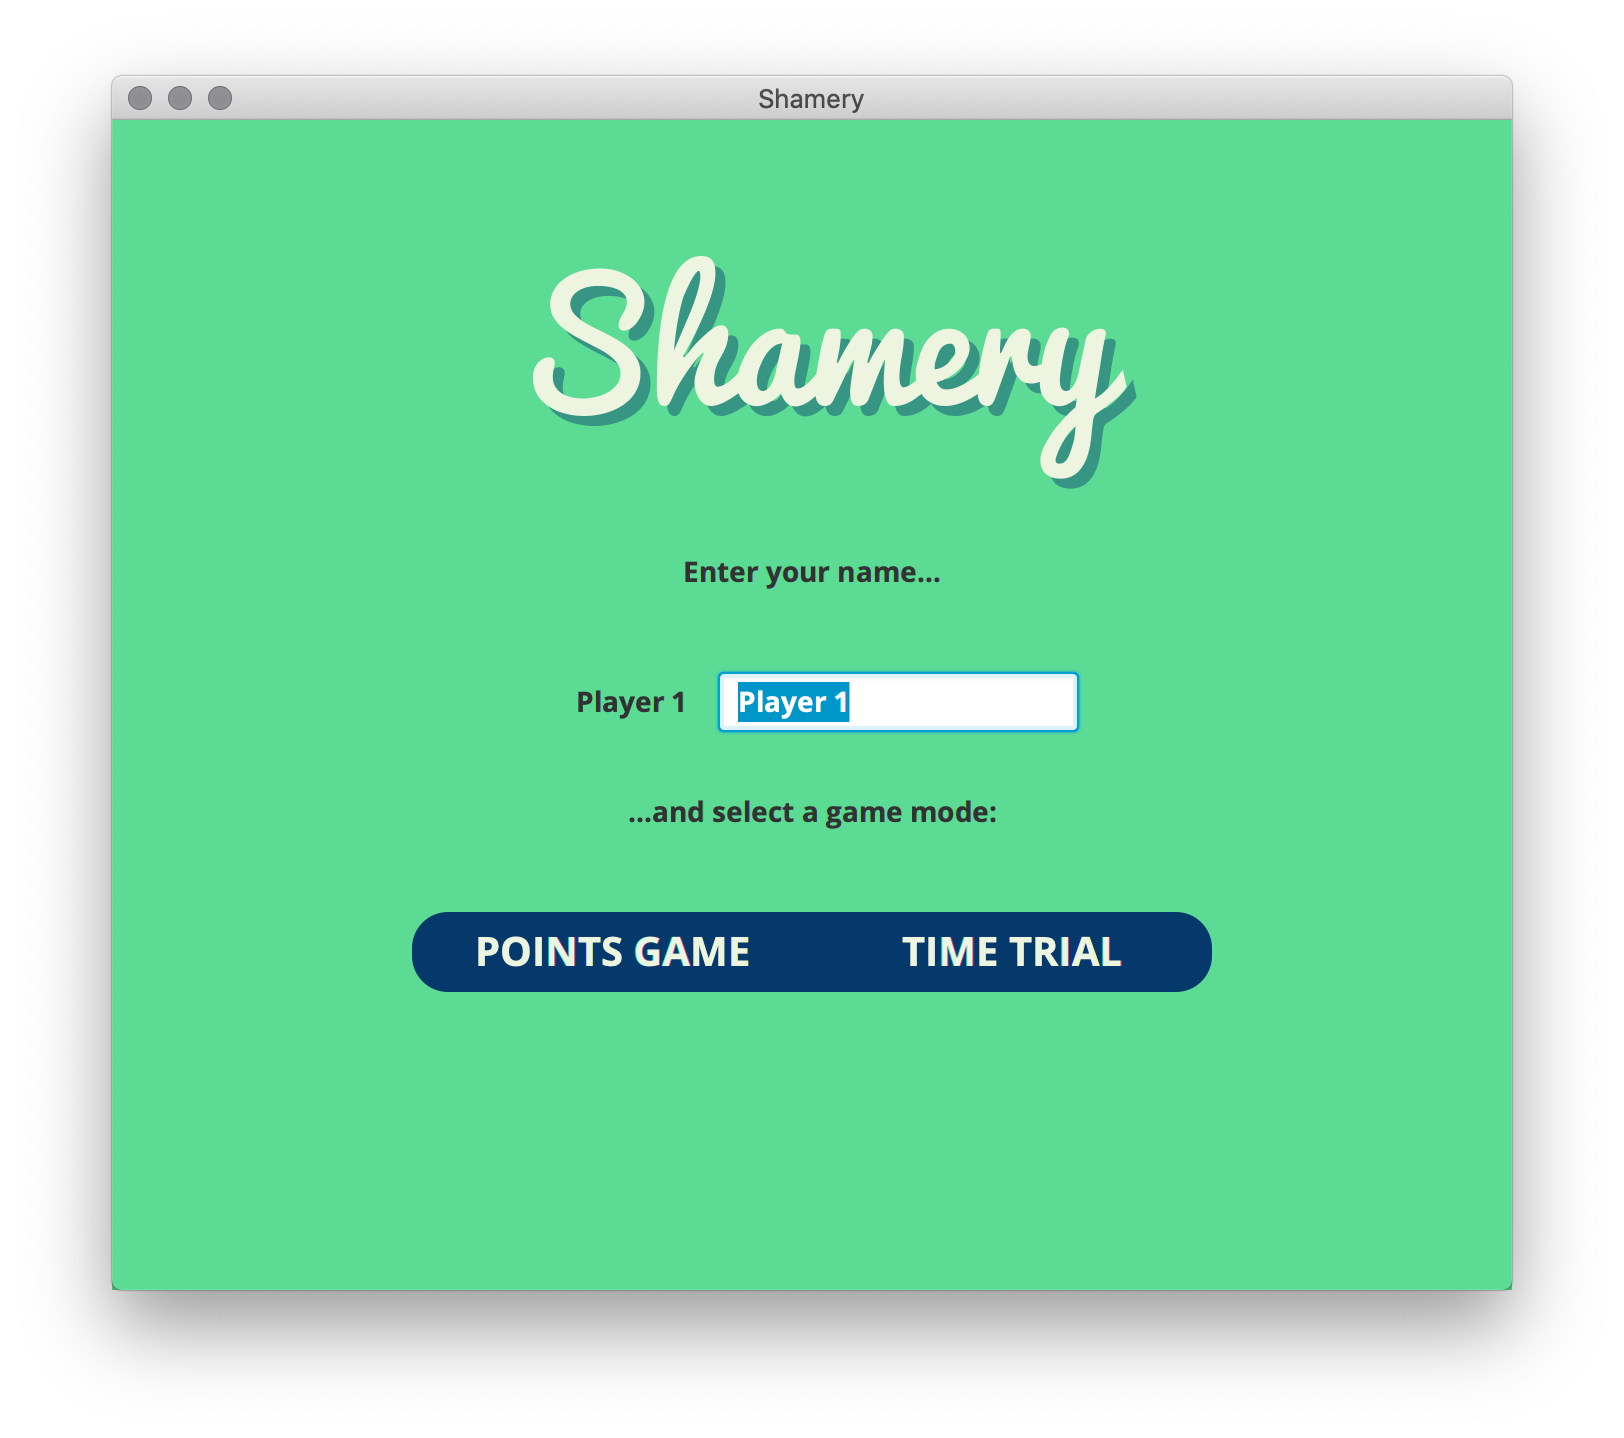 Shamery
Shamery
Enter your name...
Player 1 Player 1
...and select a game mode:
POINTS GAME TIME TRIAL